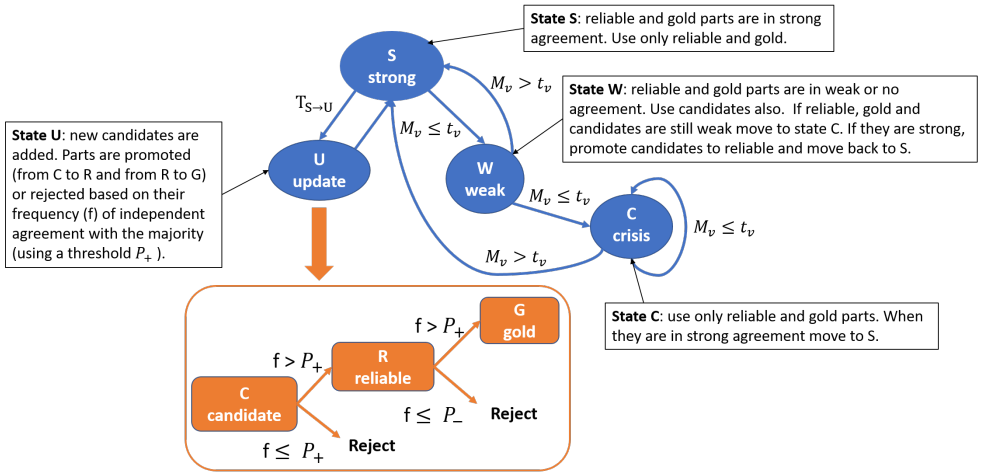 State S: reliable and gold parts are in strong
agreement. Use only reliable and gold.
S
strong
M_v > t_v
T_S→U
M_v ≤ t_v
State W: reliable and gold parts are in weak or no
agreement. Use candidates also.  If reliable, gold and
candidates are still weak move to state C. If they are strong,
promote candidates to reliable and move back to S.
State U: new candidates are
added. Parts are promoted
(from C to R and from R to G)
or rejected based on their
frequency (f) of independent
agreement with the majority
(using a threshold P_+ ).
U
update
W
weak
M_v ≤ t_v
C
crisis
M_v ≤ t_v
M_v > t_v
State C: use only reliable and gold parts. When
they are in strong agreement move to S.
G
gold
f > P_+
R
reliable
f > P_+
C
candidate
f ≤ P_−
Reject
f ≤ P_+
Reject